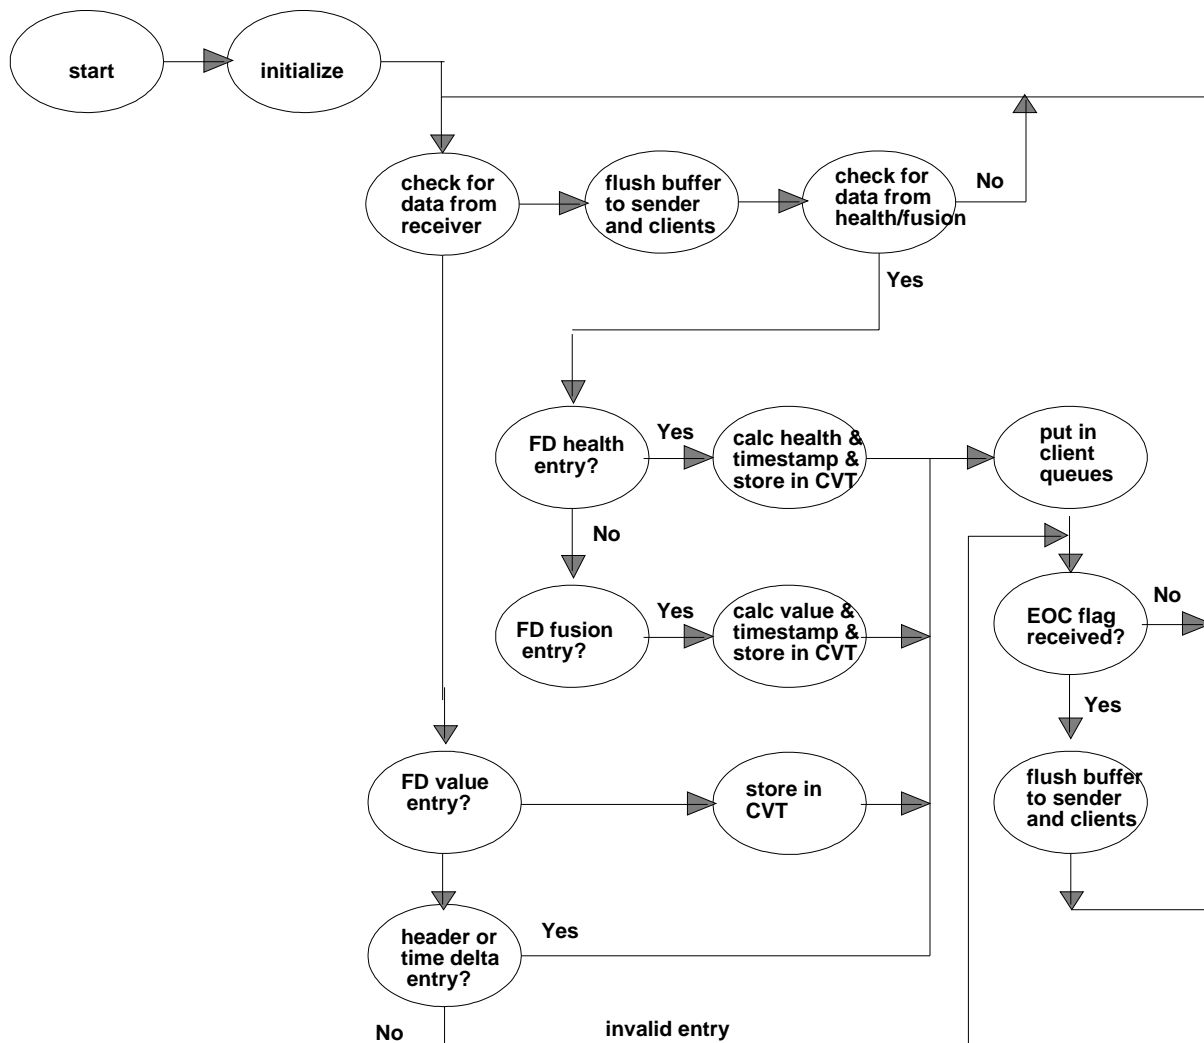 start
initialize
check for
data from
receiver
flush buffer
to sender
and clients
check for
data from
health/fusion
No
Yes
FD health
entry?
Yes
calc health &
timestamp &
store in CVT
put in
client
queues
No
FD fusion
entry?
Yes
calc value &
timestamp &
store in CVT
EOC flag
received?
No
Yes
FD value
entry?
store in
CVT
flush buffer
to sender
and clients
header or
time delta
entry?
Yes
No
invalid entry